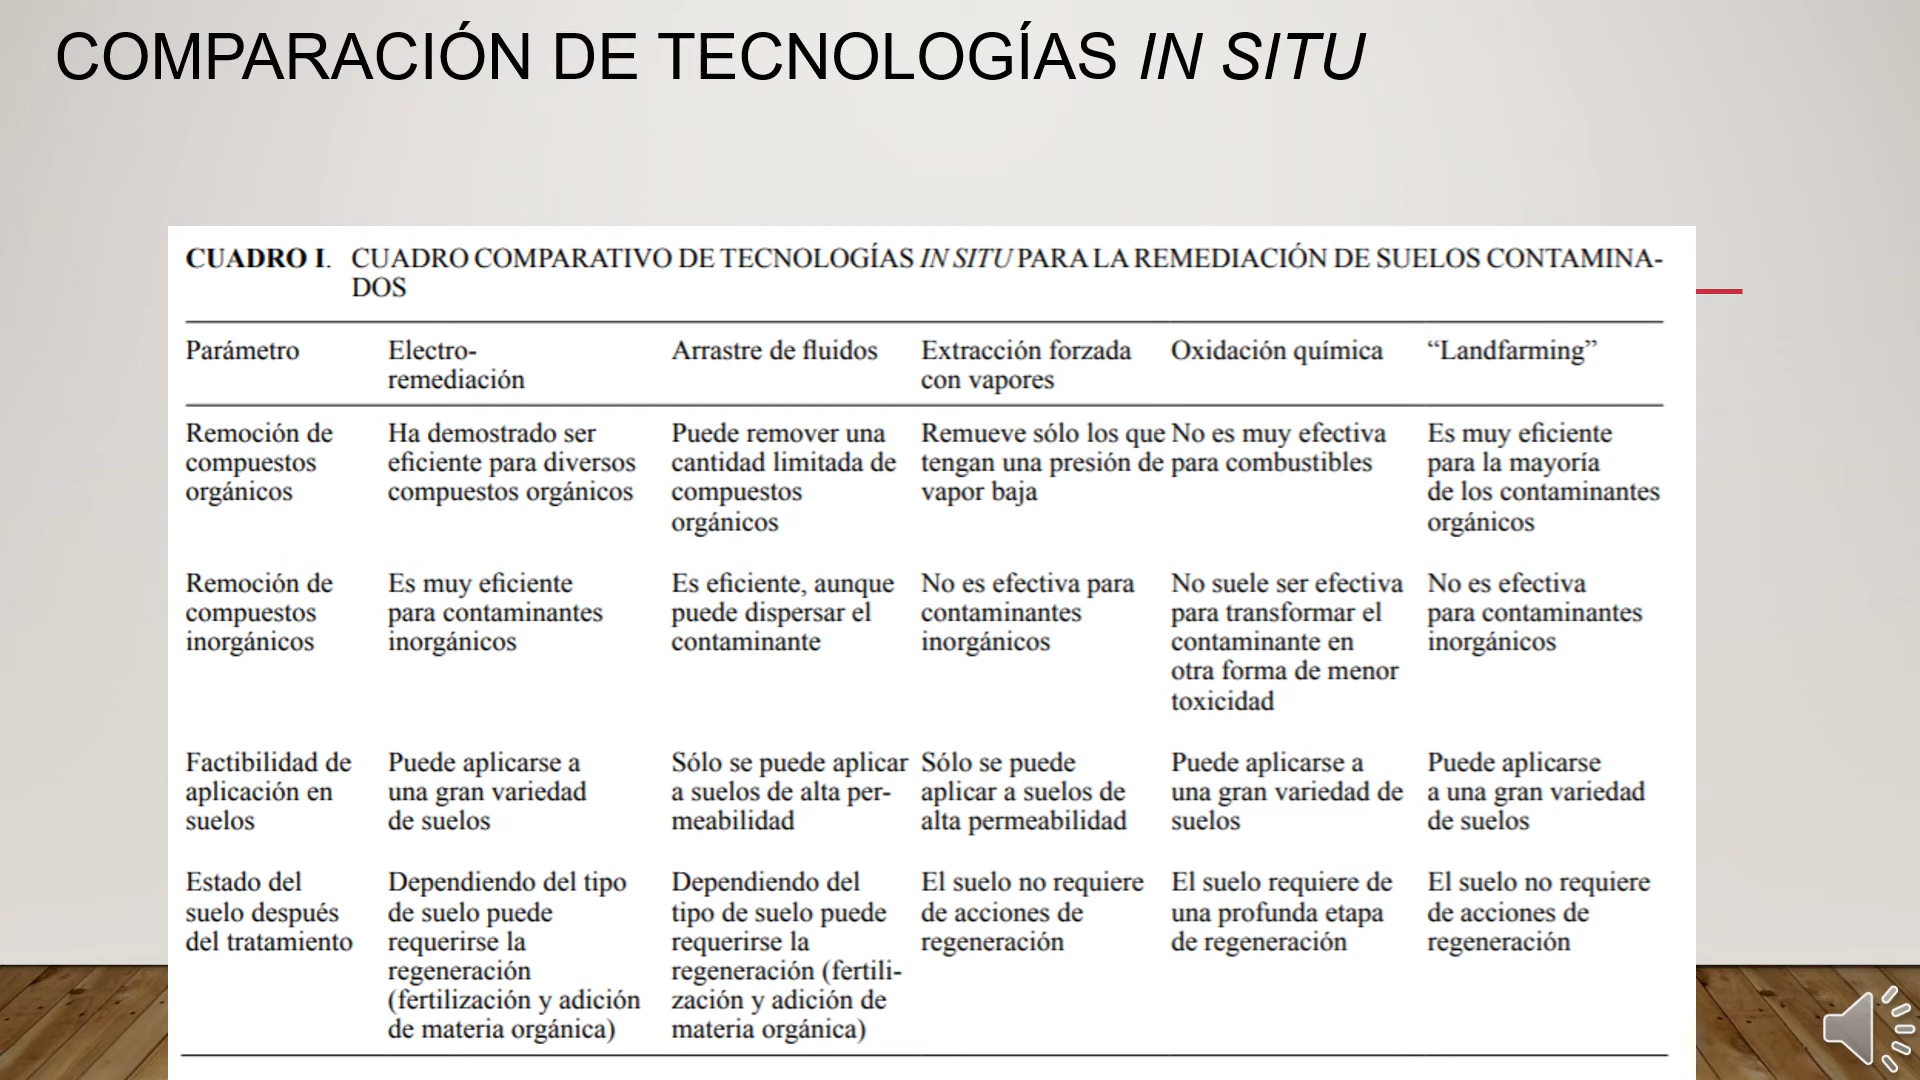 COMPARACIÓN DE TECNOLOGÍAS IN SITU
CUADRO I. CUADRO COMPARATIVO DE TECNOLOGÍAS IN SITU PARA LA REMEDIACIÓN DE SUELOS CONTAMINA-
DOS
Parámetro
Electro-
remediación
Arrastre de fluidos
Extracción forzada
con vapores
Oxidación química
“Landfarming”
Remoción de
compuestos
orgánicos
Ha demostrado ser
eficiente para diversos
compuestos orgánicos
Puede remover una
cantidad limitada de
compuestos
orgánicos
Remueve sólo los que
tengan una presión de
vapor baja
No es muy efectiva
para combustibles
Es muy eficiente
para la mayoría
de los contaminantes
orgánicos
Remoción de
compuestos
inorgánicos
Es muy eficiente
para contaminantes
inorgánicos
Es eficiente, aunque
puede dispersar el
contaminante
No es efectiva para
contaminantes
inorgánicos
No suele ser efectiva
para transformar el
contaminante en
otra forma de menor
toxicidad
No es efectiva
para contaminantes
inorgánicos
Factibilidad de
aplicación en
suelos
Puede aplicarse a
una gran variedad
de suelos
Sólo se puede aplicar
a suelos de alta per-
meabilidad
Sólo se puede
aplicar a suelos de
alta permeabilidad
Puede aplicarse a
una gran variedad de
suelos
Puede aplicarse
a una gran variedad
de suelos
Estado del
suelo después
del tratamiento
Dependiendo del tipo
de suelo puede
requerirse la
regeneración
(fertilización y adición
de materia orgánica)
Dependiendo del
tipo de suelo puede
requerirse la
regeneración (fertili-
zación y adición de
materia orgánica)
El suelo no requiere
de acciones de
regeneración
El suelo requiere de
una profunda etapa
de regeneración
El suelo no requiere
de acciones de
regeneración